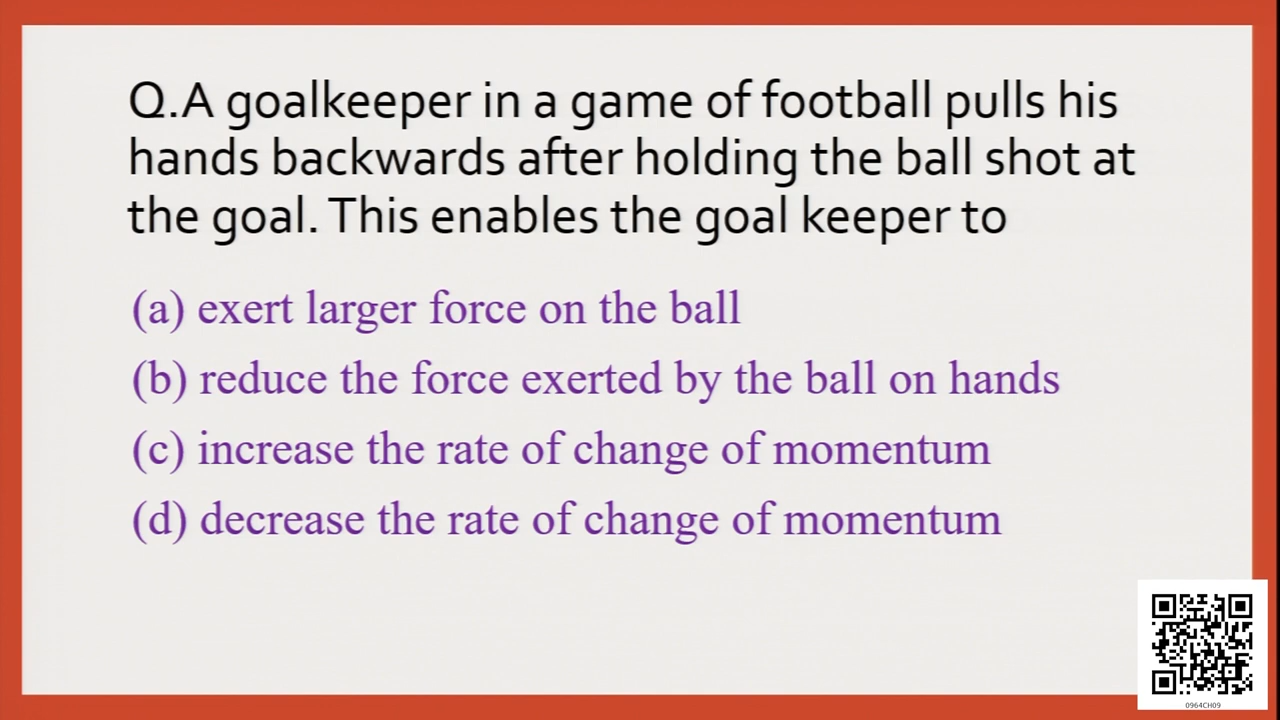 Q.A goalkeeper in a game of football pulls his
hands backwards after holding the ball shot at
the goal. This enables the goal keeper to
(a) exert larger force on the ball
(b) reduce the force exerted by the ball on hands
(c) increase the rate of change of momentum
(d) decrease the rate of change of momentum
0964CH09